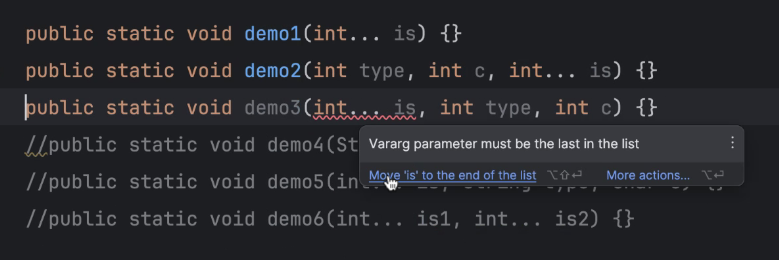 public static void demo1(int... is) {}
public static void demo2(int type, int c, int... is) {}
public static void demo3(int... is, int type, int c) {}
//public static void demo4(St
Vararg parameter must be the last in the list
Move 'is' to the end of the list ⌥⇧⏎ More actions... ⌥⏎
//public static void demo5(int
//public static void demo6(int... is1, int... is2) {}